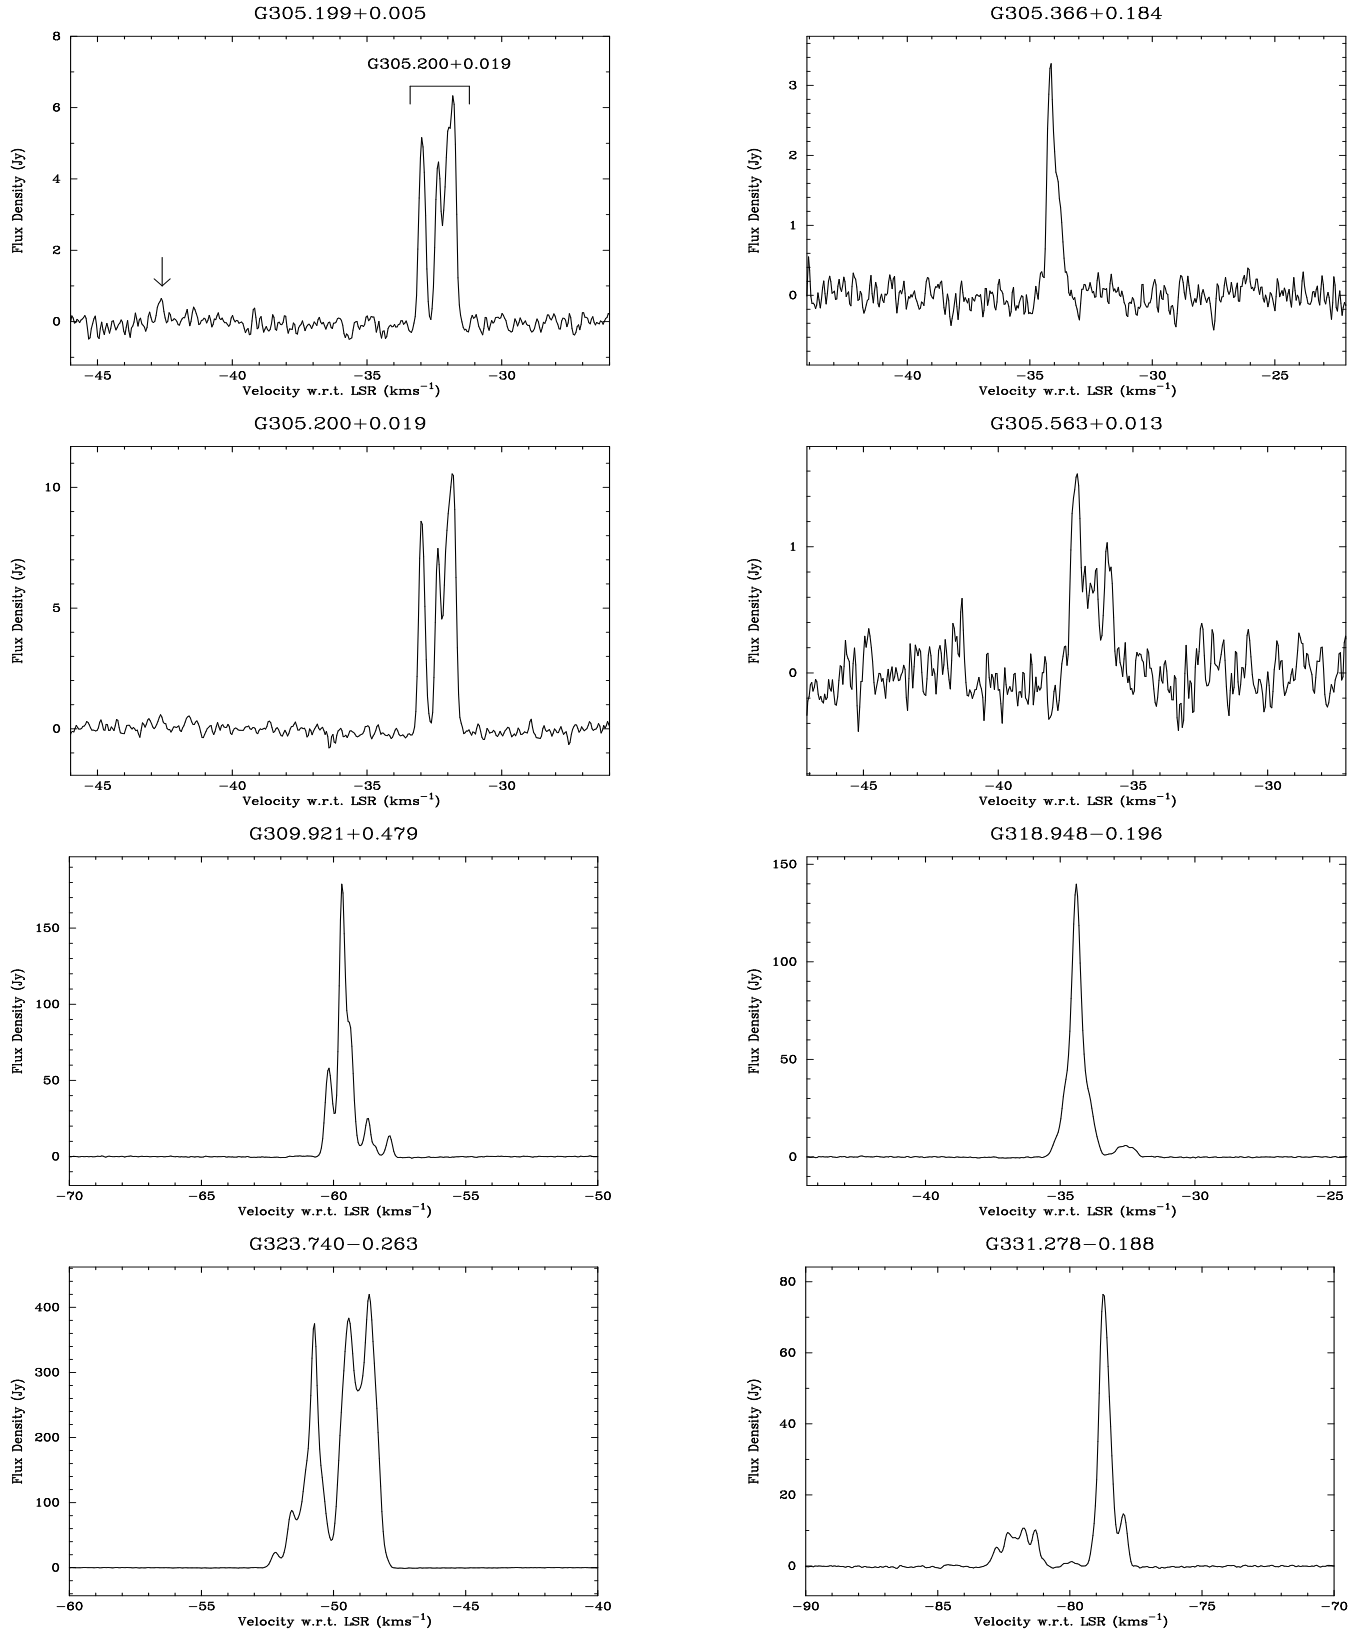 G305.199+0.005
G305.200+0.019
8
6
4
2
0
Flux Density (Jy)
−45 −40 −35 −30
Velocity w.r.t. LSR (kms−1)
G305.366+0.184
3
2
1
0
Flux Density (Jy)
−40 −35 −30 −25
Velocity w.r.t. LSR (kms−1)
G305.200+0.019
10
5
0
Flux Density (Jy)
−45 −40 −35 −30
Velocity w.r.t. LSR (kms−1)
G305.563+0.013
1
0
Flux Density (Jy)
−45 −40 −35 −30
Velocity w.r.t. LSR (kms−1)
G309.921+0.479
150
100
50
0
Flux Density (Jy)
−70 −65 −60 −55 −50
Velocity w.r.t. LSR (kms−1)
G318.948−0.196
150
100
50
0
Flux Density (Jy)
−40 −35 −30 −25
Velocity w.r.t. LSR (kms−1)
G323.740−0.263
400
300
200
100
0
Flux Density (Jy)
−60 −55 −50 −45 −40
Velocity w.r.t. LSR (kms−1)
G331.278−0.188
80
60
40
20
0
Flux Density (Jy)
−90 −85 −80 −75 −70
Velocity w.r.t. LSR (kms−1)